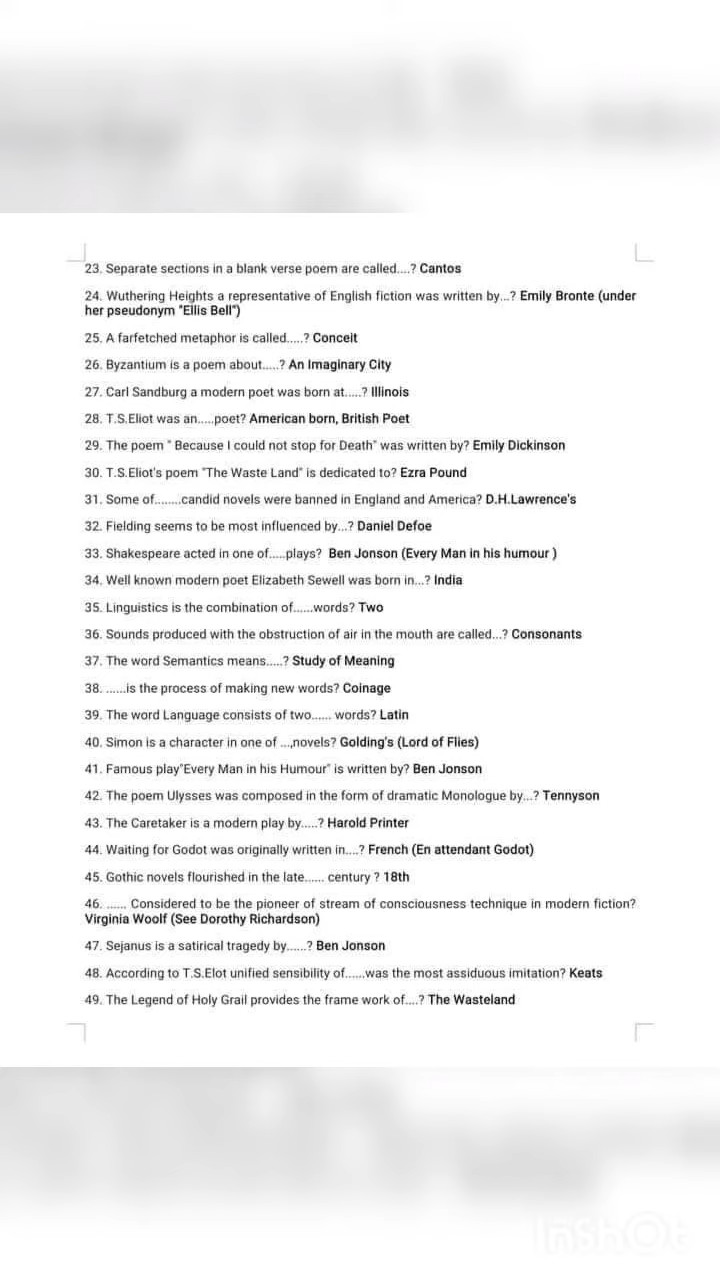 23. Separate sections in a blank verse poem are called....? Cantos
24. Wuthering Heights a representative of English fiction was written by...? Emily Bronte (under
her pseudonym "Ellis Bell")
25. A farfetched metaphor is called.....? Conceit
26. Byzantium is a poem about.....? An Imaginary City
27. Carl Sandburg a modern poet was born at.....? Illinois
28. T.S.Eliot was an.....poet? American born, British Poet
29. The poem " Because I could not stop for Death" was written by? Emily Dickinson
30. T.S.Eliot's poem "The Waste Land" is dedicated to? Ezra Pound
31. Some of........candid novels were banned in England and America? D.H.Lawrence's
32. Fielding seems to be most influenced by...? Daniel Defoe
33. Shakespeare acted in one of.....plays? Ben Jonson (Every Man in his humour )
34. Well known modern poet Elizabeth Sewell was born in...? India
35. Linguistics is the combination of......words? Two
36. Sounds produced with the obstruction of air in the mouth are called...? Consonants
37. The word Semantics means.....? Study of Meaning
38. ......is the process of making new words? Coinage
39. The word Language consists of two...... words? Latin
40. Simon is a character in one of ...,novels? Golding's (Lord of Flies)
41. Famous play"Every Man in his Humour" is written by? Ben Jonson
42. The poem Ulysses was composed in the form of dramatic Monologue by...? Tennyson
43. The Caretaker is a modern play by.....? Harold Printer
44. Waiting for Godot was originally written in....? French (En attendant Godot)
45. Gothic novels flourished in the late...... century ? 18th
46. ...... Considered to be the pioneer of stream of consciousness technique in modern fiction?
Virginia Woolf (See Dorothy Richardson)
47. Sejanus is a satirical tragedy by......? Ben Jonson
48. According to T.S.Elot unified sensibility of......was the most assiduous imitation? Keats
49. The Legend of Holy Grail provides the frame work of....? The Wasteland
InShOt